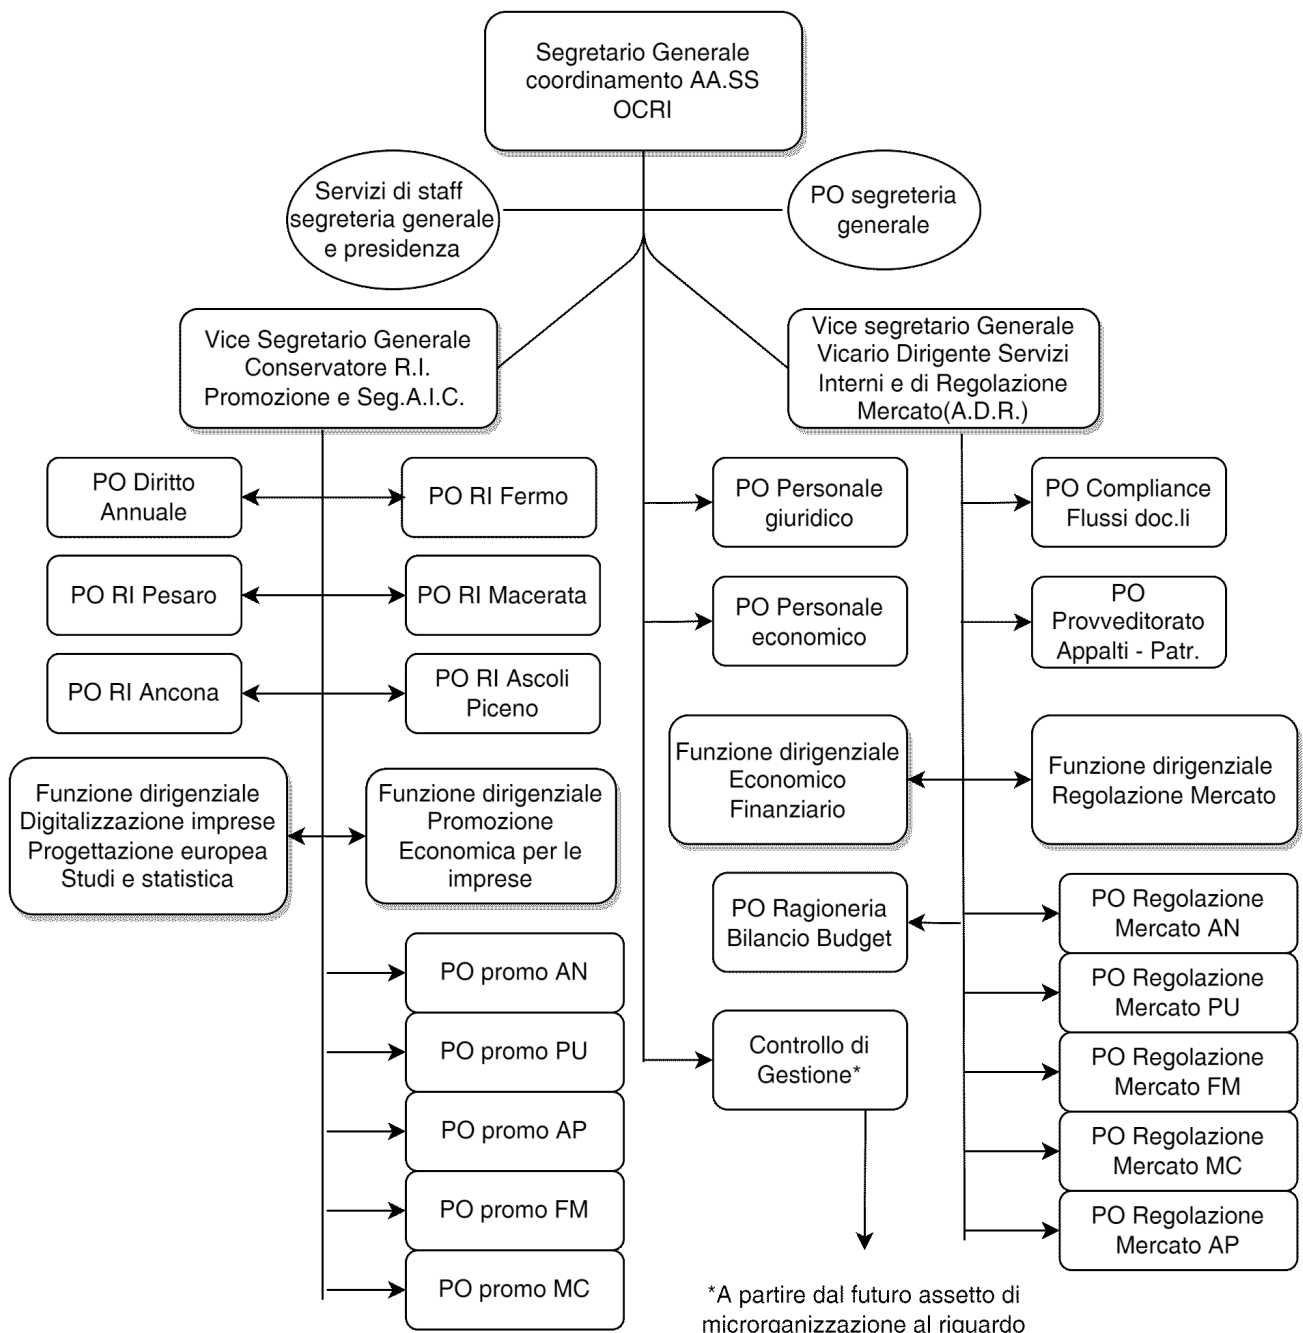 Segretario Generale
coordinamento AA.SS
OCRI
Servizi di staff
segreteria generale
e presidenza
PO segreteria
generale
Vice Segretario Generale
Conservatore R.I.
Promozione e Seg.A.I.C.
Vice segretario Generale
Vicario Dirigente Servizi
Interni e di Regolazione
Mercato(A.D.R.)
PO Diritto
Annuale
PO RI Fermo
PO Personale
giuridico
PO Compliance
Flussi doc.li
PO RI Pesaro
PO RI Macerata
PO Personale
economico
PO
Provveditorato
Appalti - Patr.
PO RI Ancona
PO RI Ascoli
Piceno
Funzione dirigenziale
Economico
Finanziario
Funzione dirigenziale
Regolazione Mercato
Funzione dirigenziale
Digitalizzazione imprese
Progettazione europea
Studi e statistica
Funzione dirigenziale
Promozione
Economica per le
imprese
PO Ragioneria
Bilancio Budget
PO Regolazione
Mercato AN
PO promo AN
PO Regolazione
Mercato PU
PO promo PU
Controllo di
Gestione*
PO Regolazione
Mercato FM
PO promo AP
PO Regolazione
Mercato MC
PO promo FM
PO Regolazione
Mercato AP
PO promo MC
*A partire dal futuro assetto di
microrganizzazione al riguardo